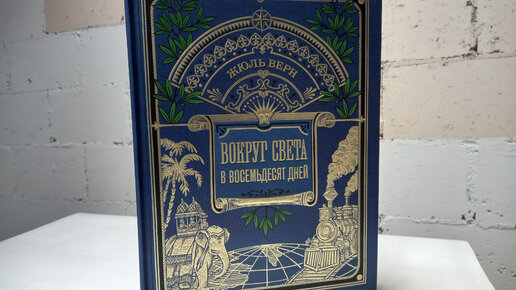 ЖЮЛЬ ВЕРН
ВОКРУГ СВЕТА
В ВОСЕМЬДЕСЯТ ДНЕЙ